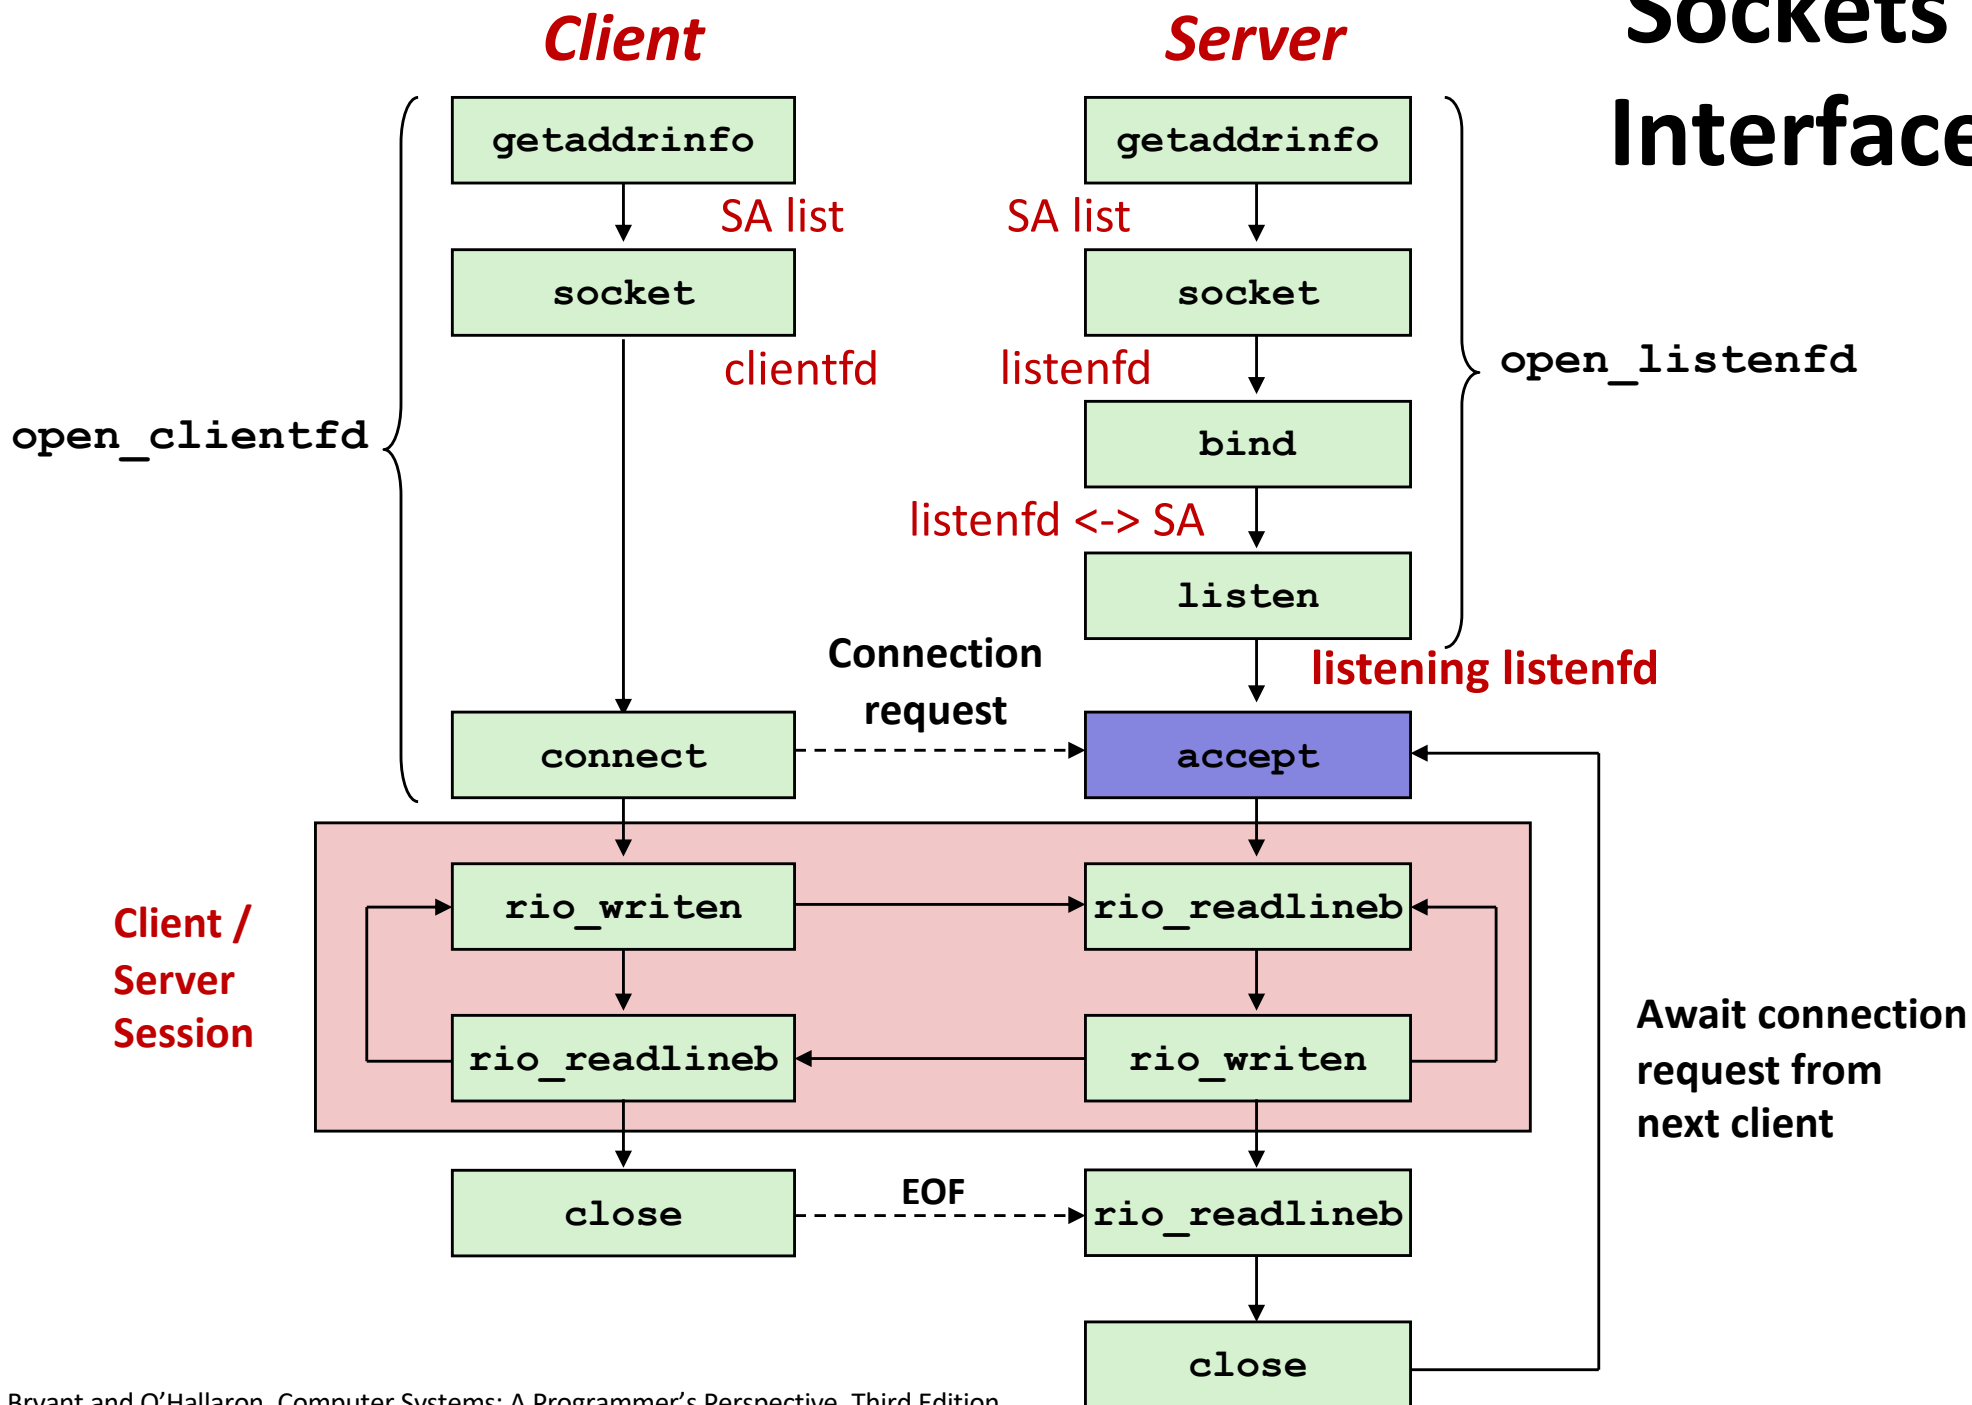 Sockets
Interface
Client
Server
getaddrinfo
getaddrinfo
SA list
SA list
socket
socket
clientfd
listenfd
open_listenfd
open_clientfd
bind
listenfd <-> SA
listen
Connection
request
listening listenfd
connect
accept
Client /
Server
Session
rio_writen
rio_readlineb
rio_readlineb
rio_writen
Await connection
request from
next client
close
EOF
rio_readlineb
close
Bryant and O'Hallaron, Computer Systems: A Programmer's Perspective, Third Edition